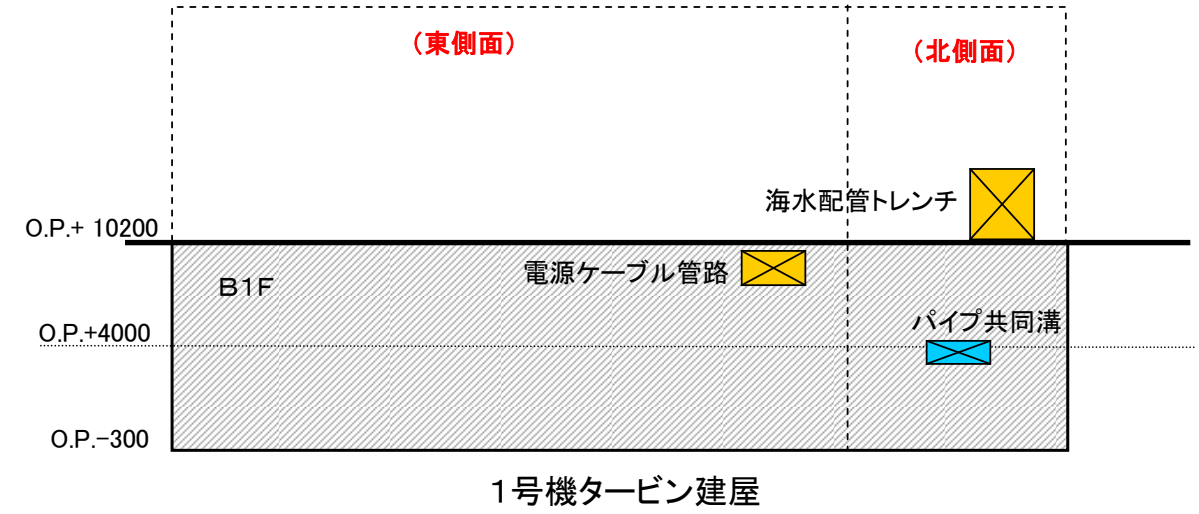 （東側面）
（北側面）
海水配管トレンチ
O.P.+ 10200
電源ケーブル管路
B1F
パイプ共同溝
O.P.+4000
O.P.-300
1号機タービン建屋